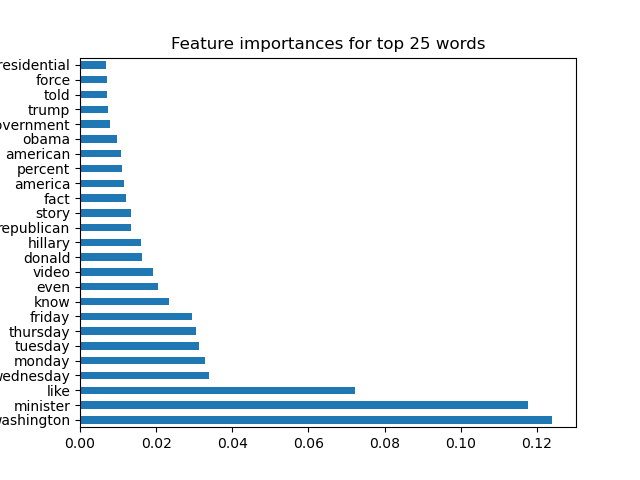 Feature importances for top 25 words
residential
force
told
trump
overnment
obama
american
percent
america
fact
story
republican
hillary
donald
video
even
know
friday
thursday
tuesday
monday
wednesday
like
minister
washington
0.00 0.02 0.04 0.06 0.08 0.10 0.12